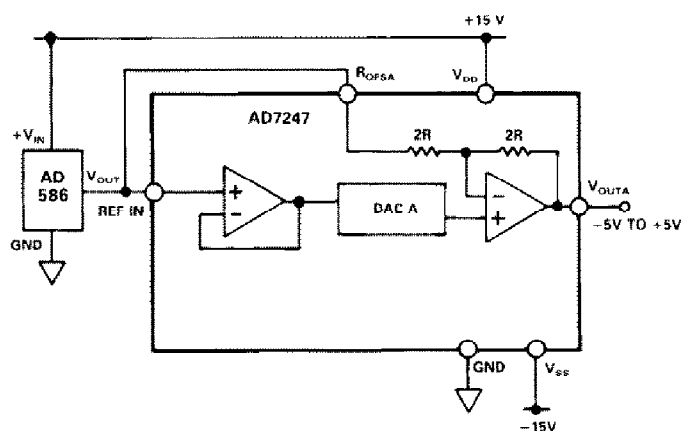 +15 V
R_OFSA
V_DD
AD7247
2R
2R
+V_IN
AD
586
V_OUT
REF IN
+
−
DAC A
−
+
V_OUTA
−5V TO +5V
GND
GND
V_SS
−15V